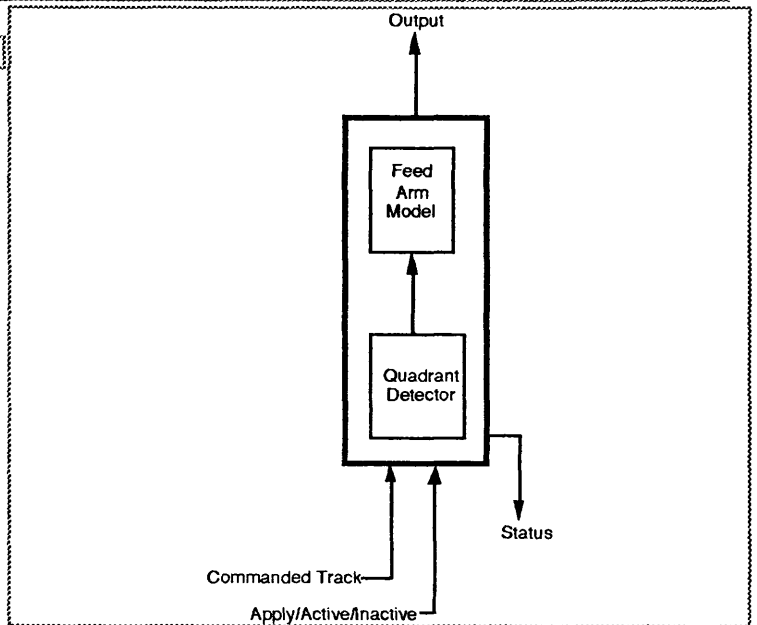 Output
Feed
Arm
Model
Quadrant
Detector
Status
Commanded Track
Apply/Active/Inactive